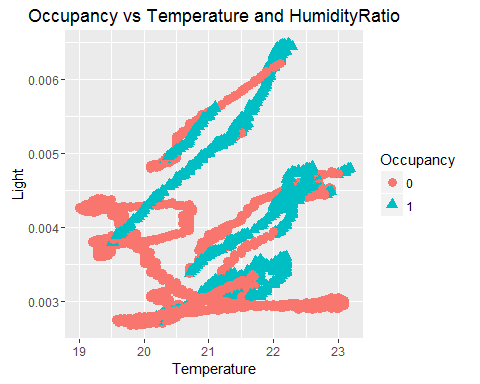 Occupancy vs Temperature and HumidityRatio
0.006
0.005
0.004
0.003
Light
19 20 21 22 23
Temperature
Occupancy
0
1